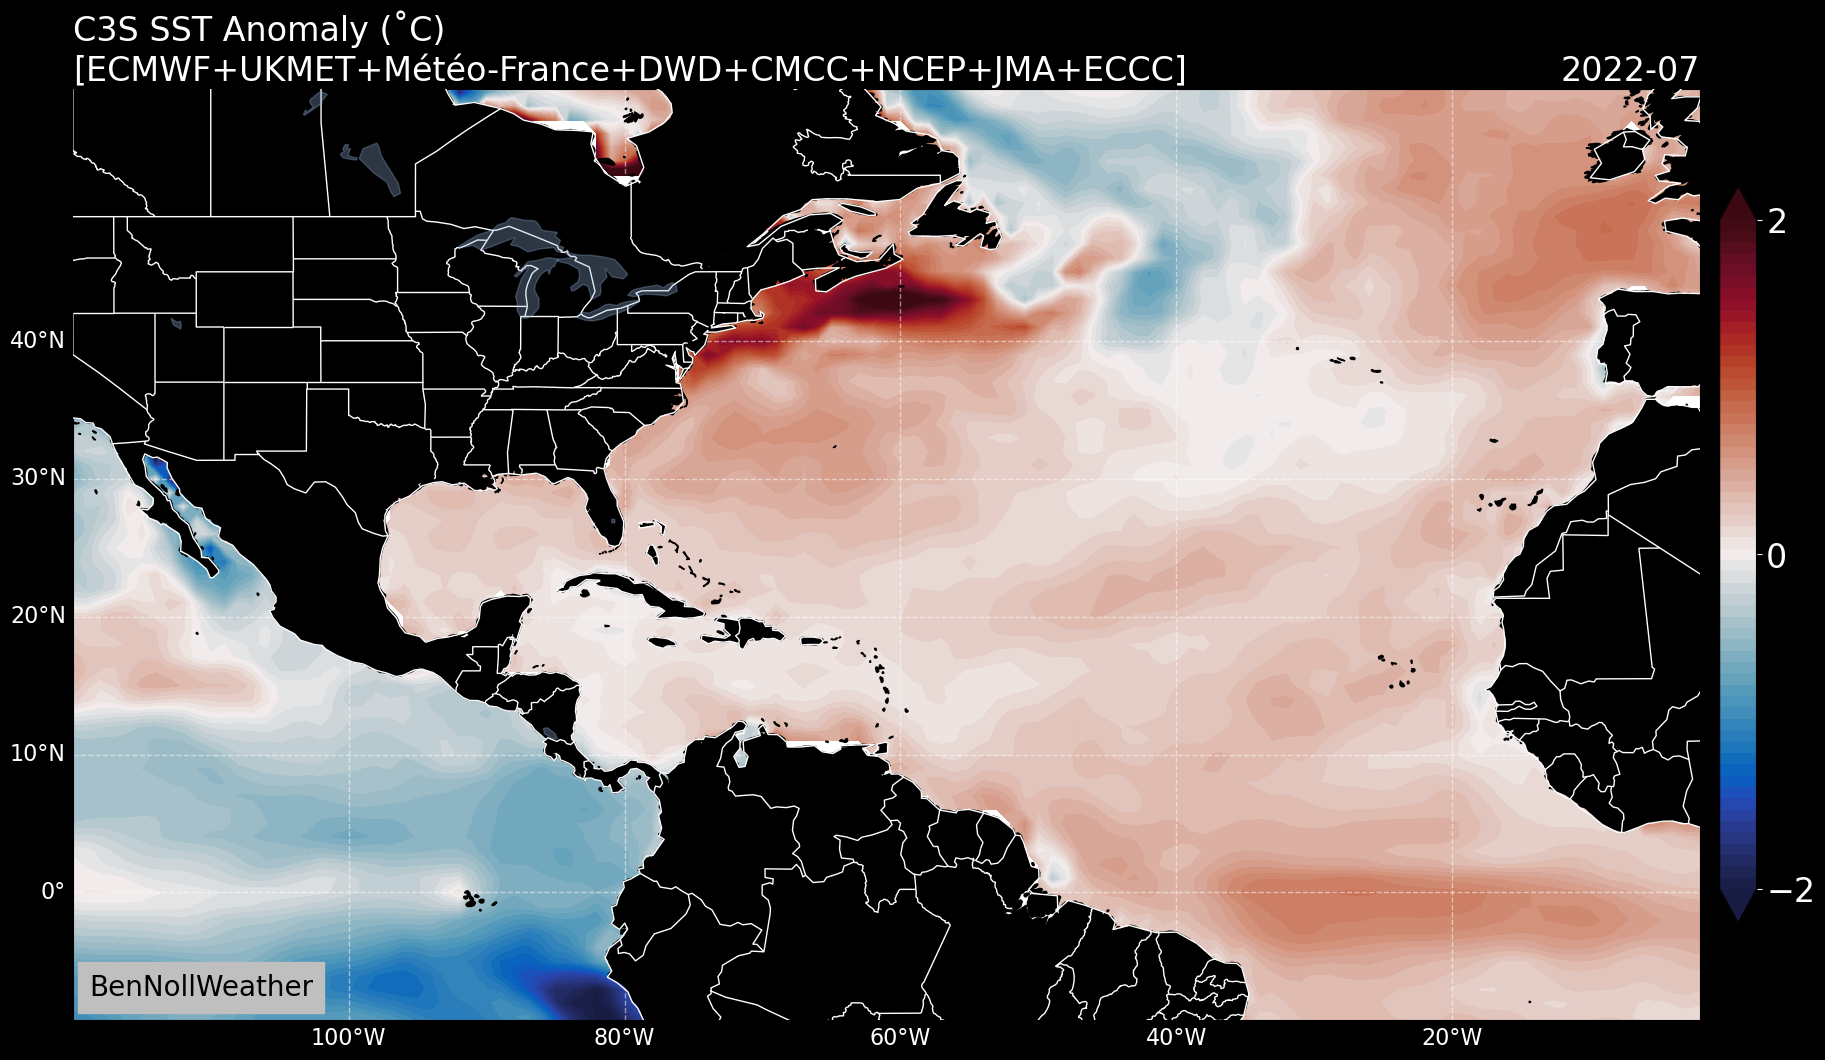 C3S SST Anomaly (˚C)
[ECMWF+UKMET+Météo-France+DWD+CMCC+NCEP+JMA+ECCC]
2022-07
2
0
−2
40°N
30°N
20°N
10°N
0°
BenNollWeather
100°W
80°W
60°W
40°W
20°W